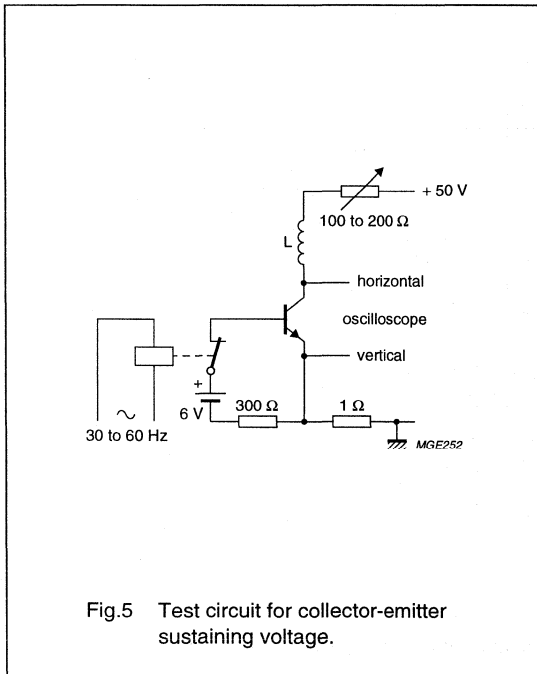 + 50 V
100 to 200 Ω
L
horizontal
oscilloscope
vertical
+
6 V
300 Ω
1 Ω
30 to 60 Hz
MGE252
Fig.5 Test circuit for collector-emitter
sustaining voltage.